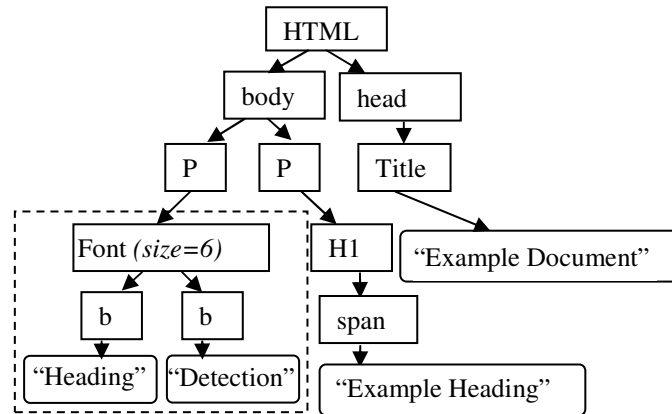 HTML
body
head
P
P
Title
Font (size=6)
H1
“Example Document”
b
b
span
“Heading”
“Detection”
“Example Heading”